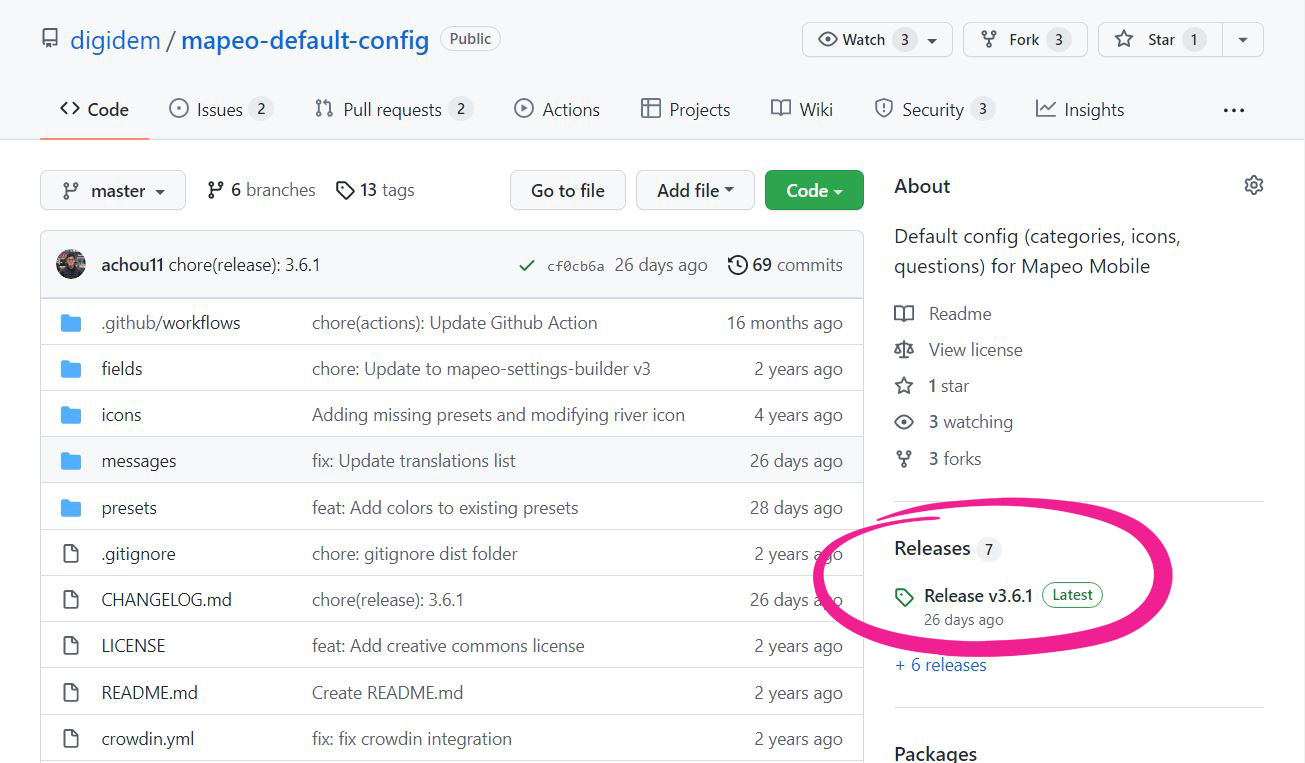 digidem / mapeo-default-config Public Watch 3 Fork 3 Star 1
Code Issues 2 Pull requests 2 Actions Projects Wiki Security 3 Insights ...
master 6 branches 13 tags Go to file Add file Code
achou11 chore(release): 3.6.1 cf0cb6a 26 days ago 69 commits
.github/workflows chore(actions): Update Github Action 16 months ago
fields chore: Update to mapeo-settings-builder v3 2 years ago
icons Adding missing presets and modifying river icon 4 years ago
messages fix: Update translations list 26 days ago
presets feat: Add colors to existing presets 28 days ago
.gitignore chore: gitignore dist folder 2 years ago
CHANGELOG.md chore(release): 3.6.1 26 days ago
LICENSE feat: Add creative commons license 2 years ago
README.md Create README.md 2 years ago
crowdin.yml fix: fix crowdin integration 2 years ago
About
Default config (categories, icons,
questions) for Mapeo Mobile
Readme
View license
1 star
3 watching
3 forks
Releases 7
Release v3.6.1 Latest
26 days ago
+ 6 releases
Packages